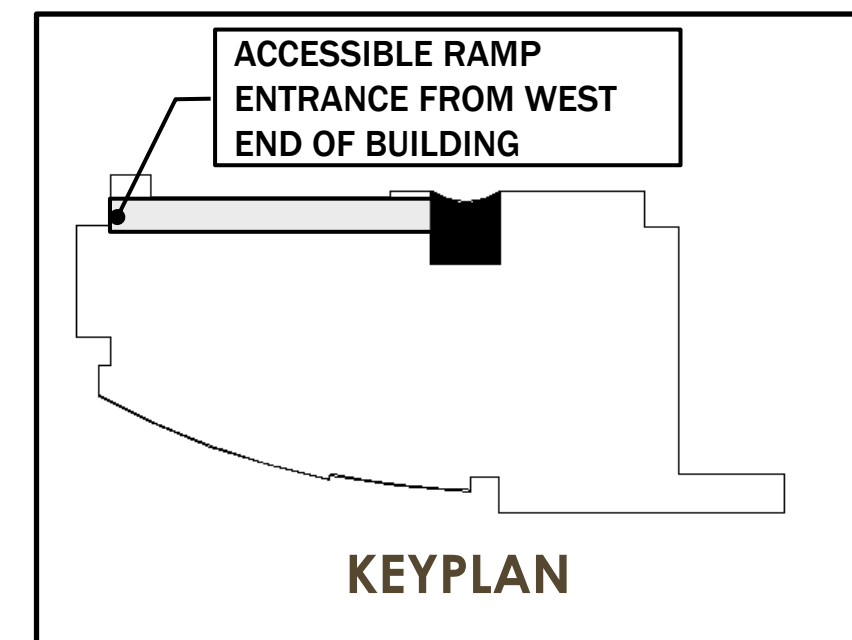 ACCESSIBLE RAMP
ENTRANCE FROM WEST
END OF BUILDING
KEYPLAN